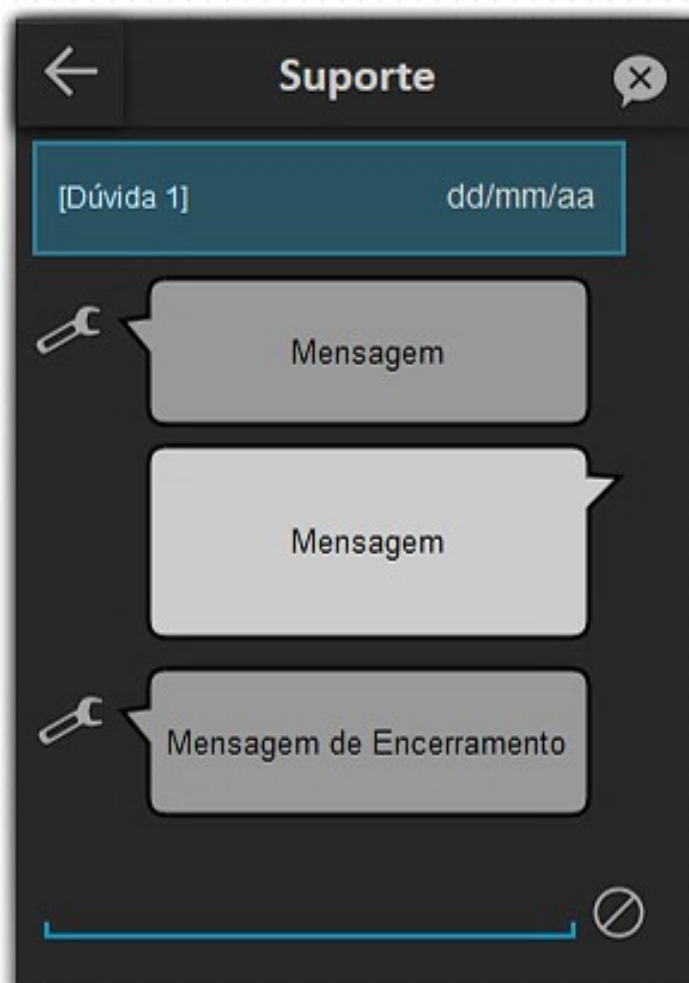 Suporte
[Dúvida 1] dd/mm/aa
Mensagem
Mensagem
Mensagem de Encerramento